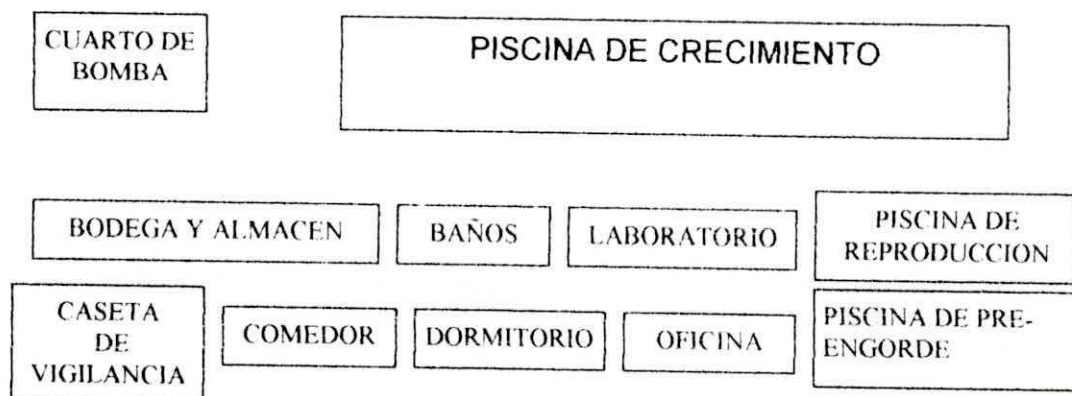 CUARTO DE
BOMBA
PISCINA DE CRECIMIENTO
BODEGA Y ALMACEN
BAÑOS
LABORATORIO
PISCINA DE
REPRODUCCION
CASETA
DE
VIGILANCIA
COMEDOR
DORMITORIO
OFICINA
PISCINA DE PRE-
ENGORDE